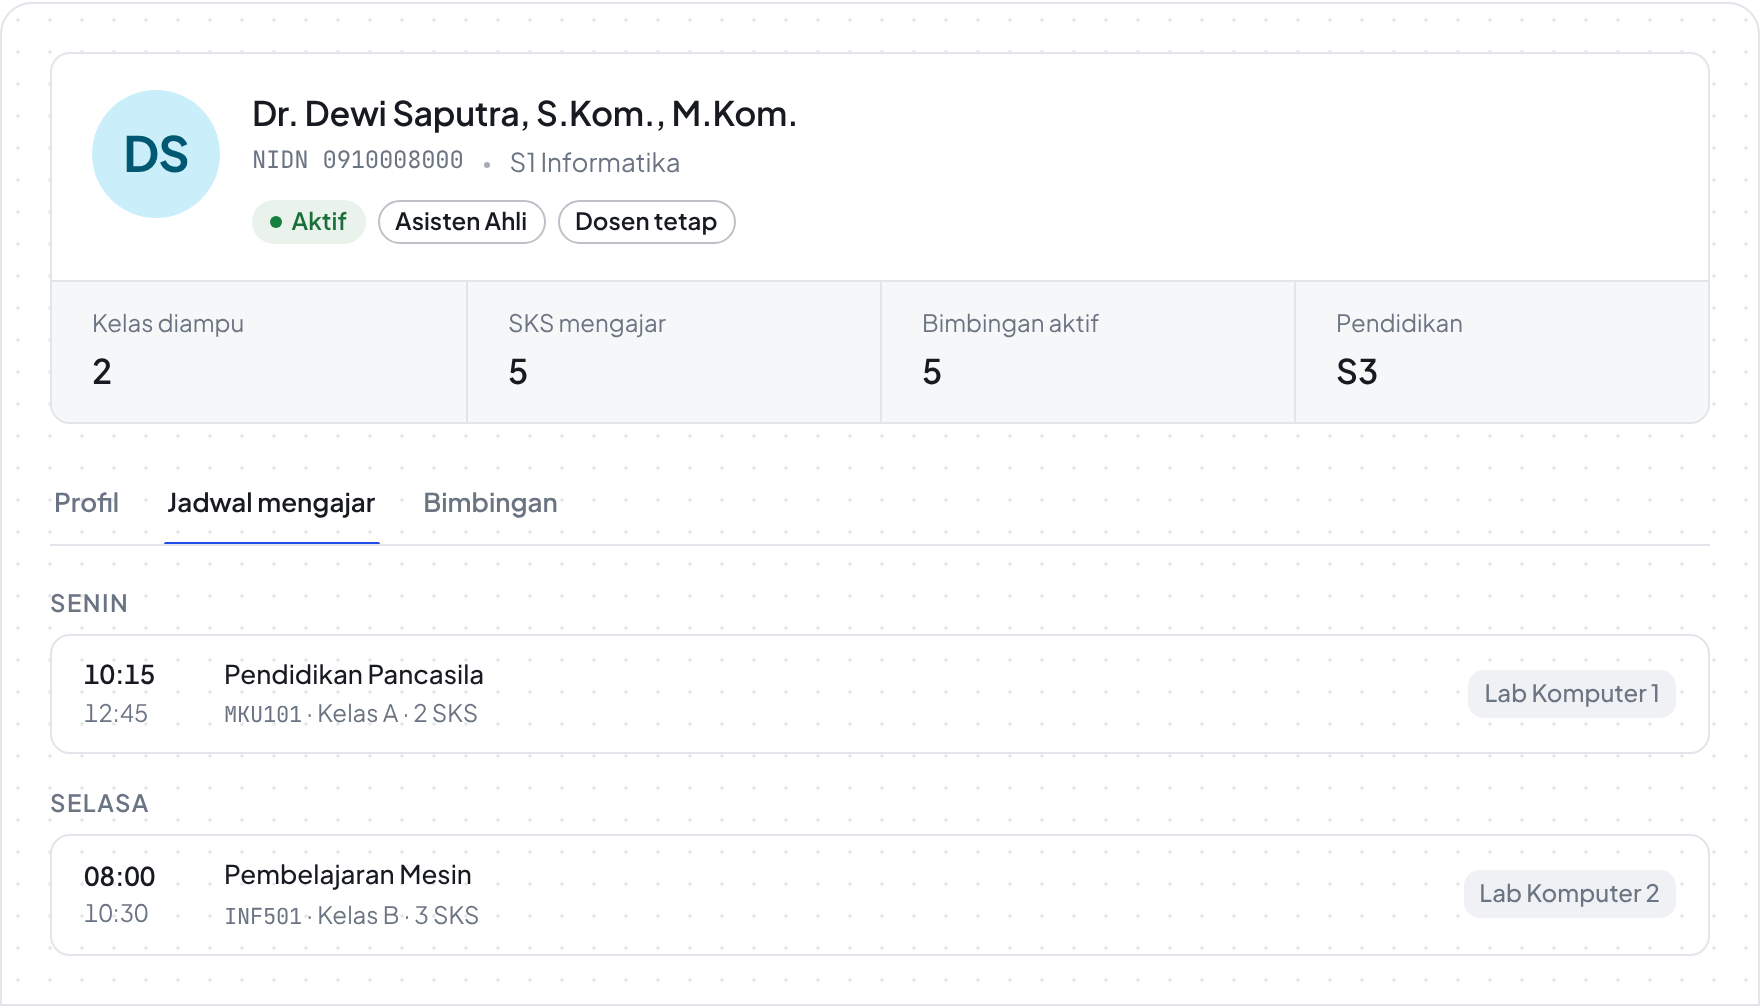 DS
Dr. Dewi Saputra, S.Kom., M.Kom.
NIDN 0910008000 • S1 Informatika
Aktif Asisten Ahli Dosen tetap
Kelas diampu SKS mengajar Bimbingan aktif Pendidikan
2 5 5 S3
Profil Jadwal mengajar Bimbingan
SENIN
10:15 Pendidikan Pancasila
12:45 MKU101 · Kelas A · 2 SKS
Lab Komputer 1
SELASA
08:00 Pembelajaran Mesin
10:30 INF501 · Kelas B · 3 SKS
Lab Komputer 2